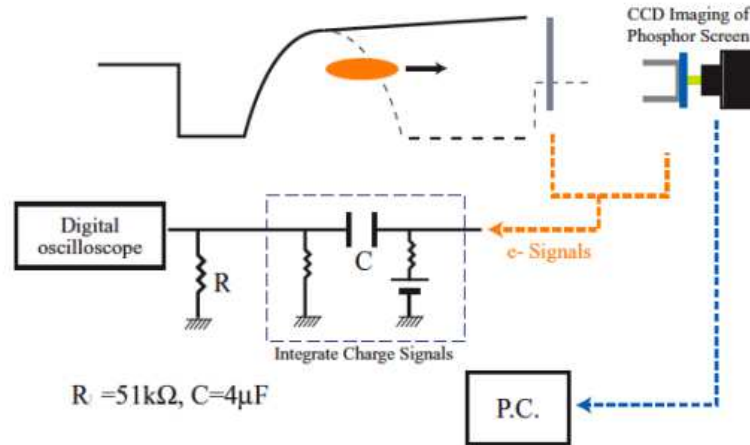 CCD Imaging of
Phosphor Screen
Digital
oscilloscope
R
C
e- Signals
Integrate Charge Signals
R =51kΩ, C=4μF
P.C.